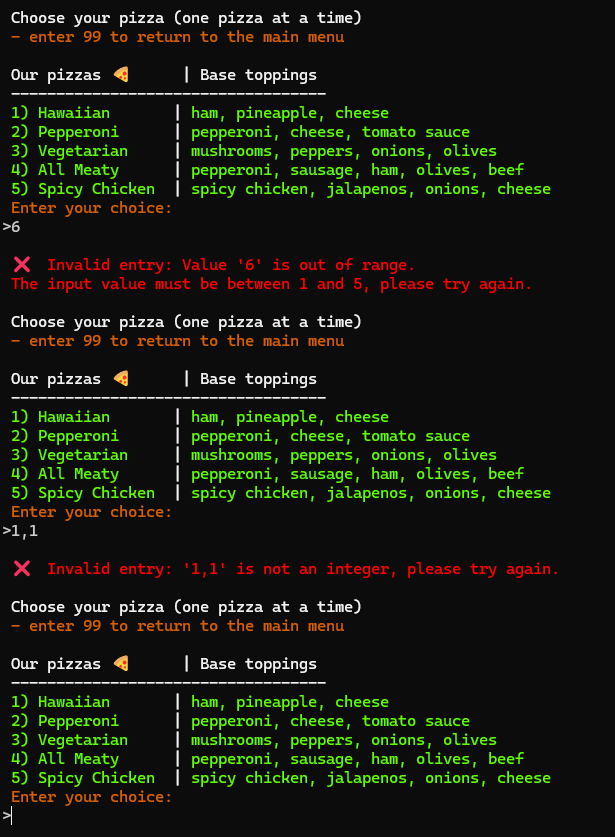 Choose your pizza (one pizza at a time)
- enter 99 to return to the main menu
Our pizzas 🍕 | Base toppings
-----------------------------------
1) Hawaiian | ham, pineapple, cheese
2) Pepperoni | pepperoni, cheese, tomato sauce
3) Vegetarian | mushrooms, peppers, onions, olives
4) All Meaty | pepperoni, sausage, ham, olives, beef
5) Spicy Chicken | spicy chicken, jalapenos, onions, cheese
Enter your choice:
>6
❌ Invalid entry: Value '6' is out of range.
The input value must be between 1 and 5, please try again.
Choose your pizza (one pizza at a time)
- enter 99 to return to the main menu
Our pizzas 🍕 | Base toppings
-----------------------------------
1) Hawaiian | ham, pineapple, cheese
2) Pepperoni | pepperoni, cheese, tomato sauce
3) Vegetarian | mushrooms, peppers, onions, olives
4) All Meaty | pepperoni, sausage, ham, olives, beef
5) Spicy Chicken | spicy chicken, jalapenos, onions, cheese
Enter your choice:
>1,1
❌ Invalid entry: '1,1' is not an integer, please try again.
Choose your pizza (one pizza at a time)
- enter 99 to return to the main menu
Our pizzas 🍕 | Base toppings
-----------------------------------
1) Hawaiian | ham, pineapple, cheese
2) Pepperoni | pepperoni, cheese, tomato sauce
3) Vegetarian | mushrooms, peppers, onions, olives
4) All Meaty | pepperoni, sausage, ham, olives, beef
5) Spicy Chicken | spicy chicken, jalapenos, onions, cheese
Enter your choice:
>